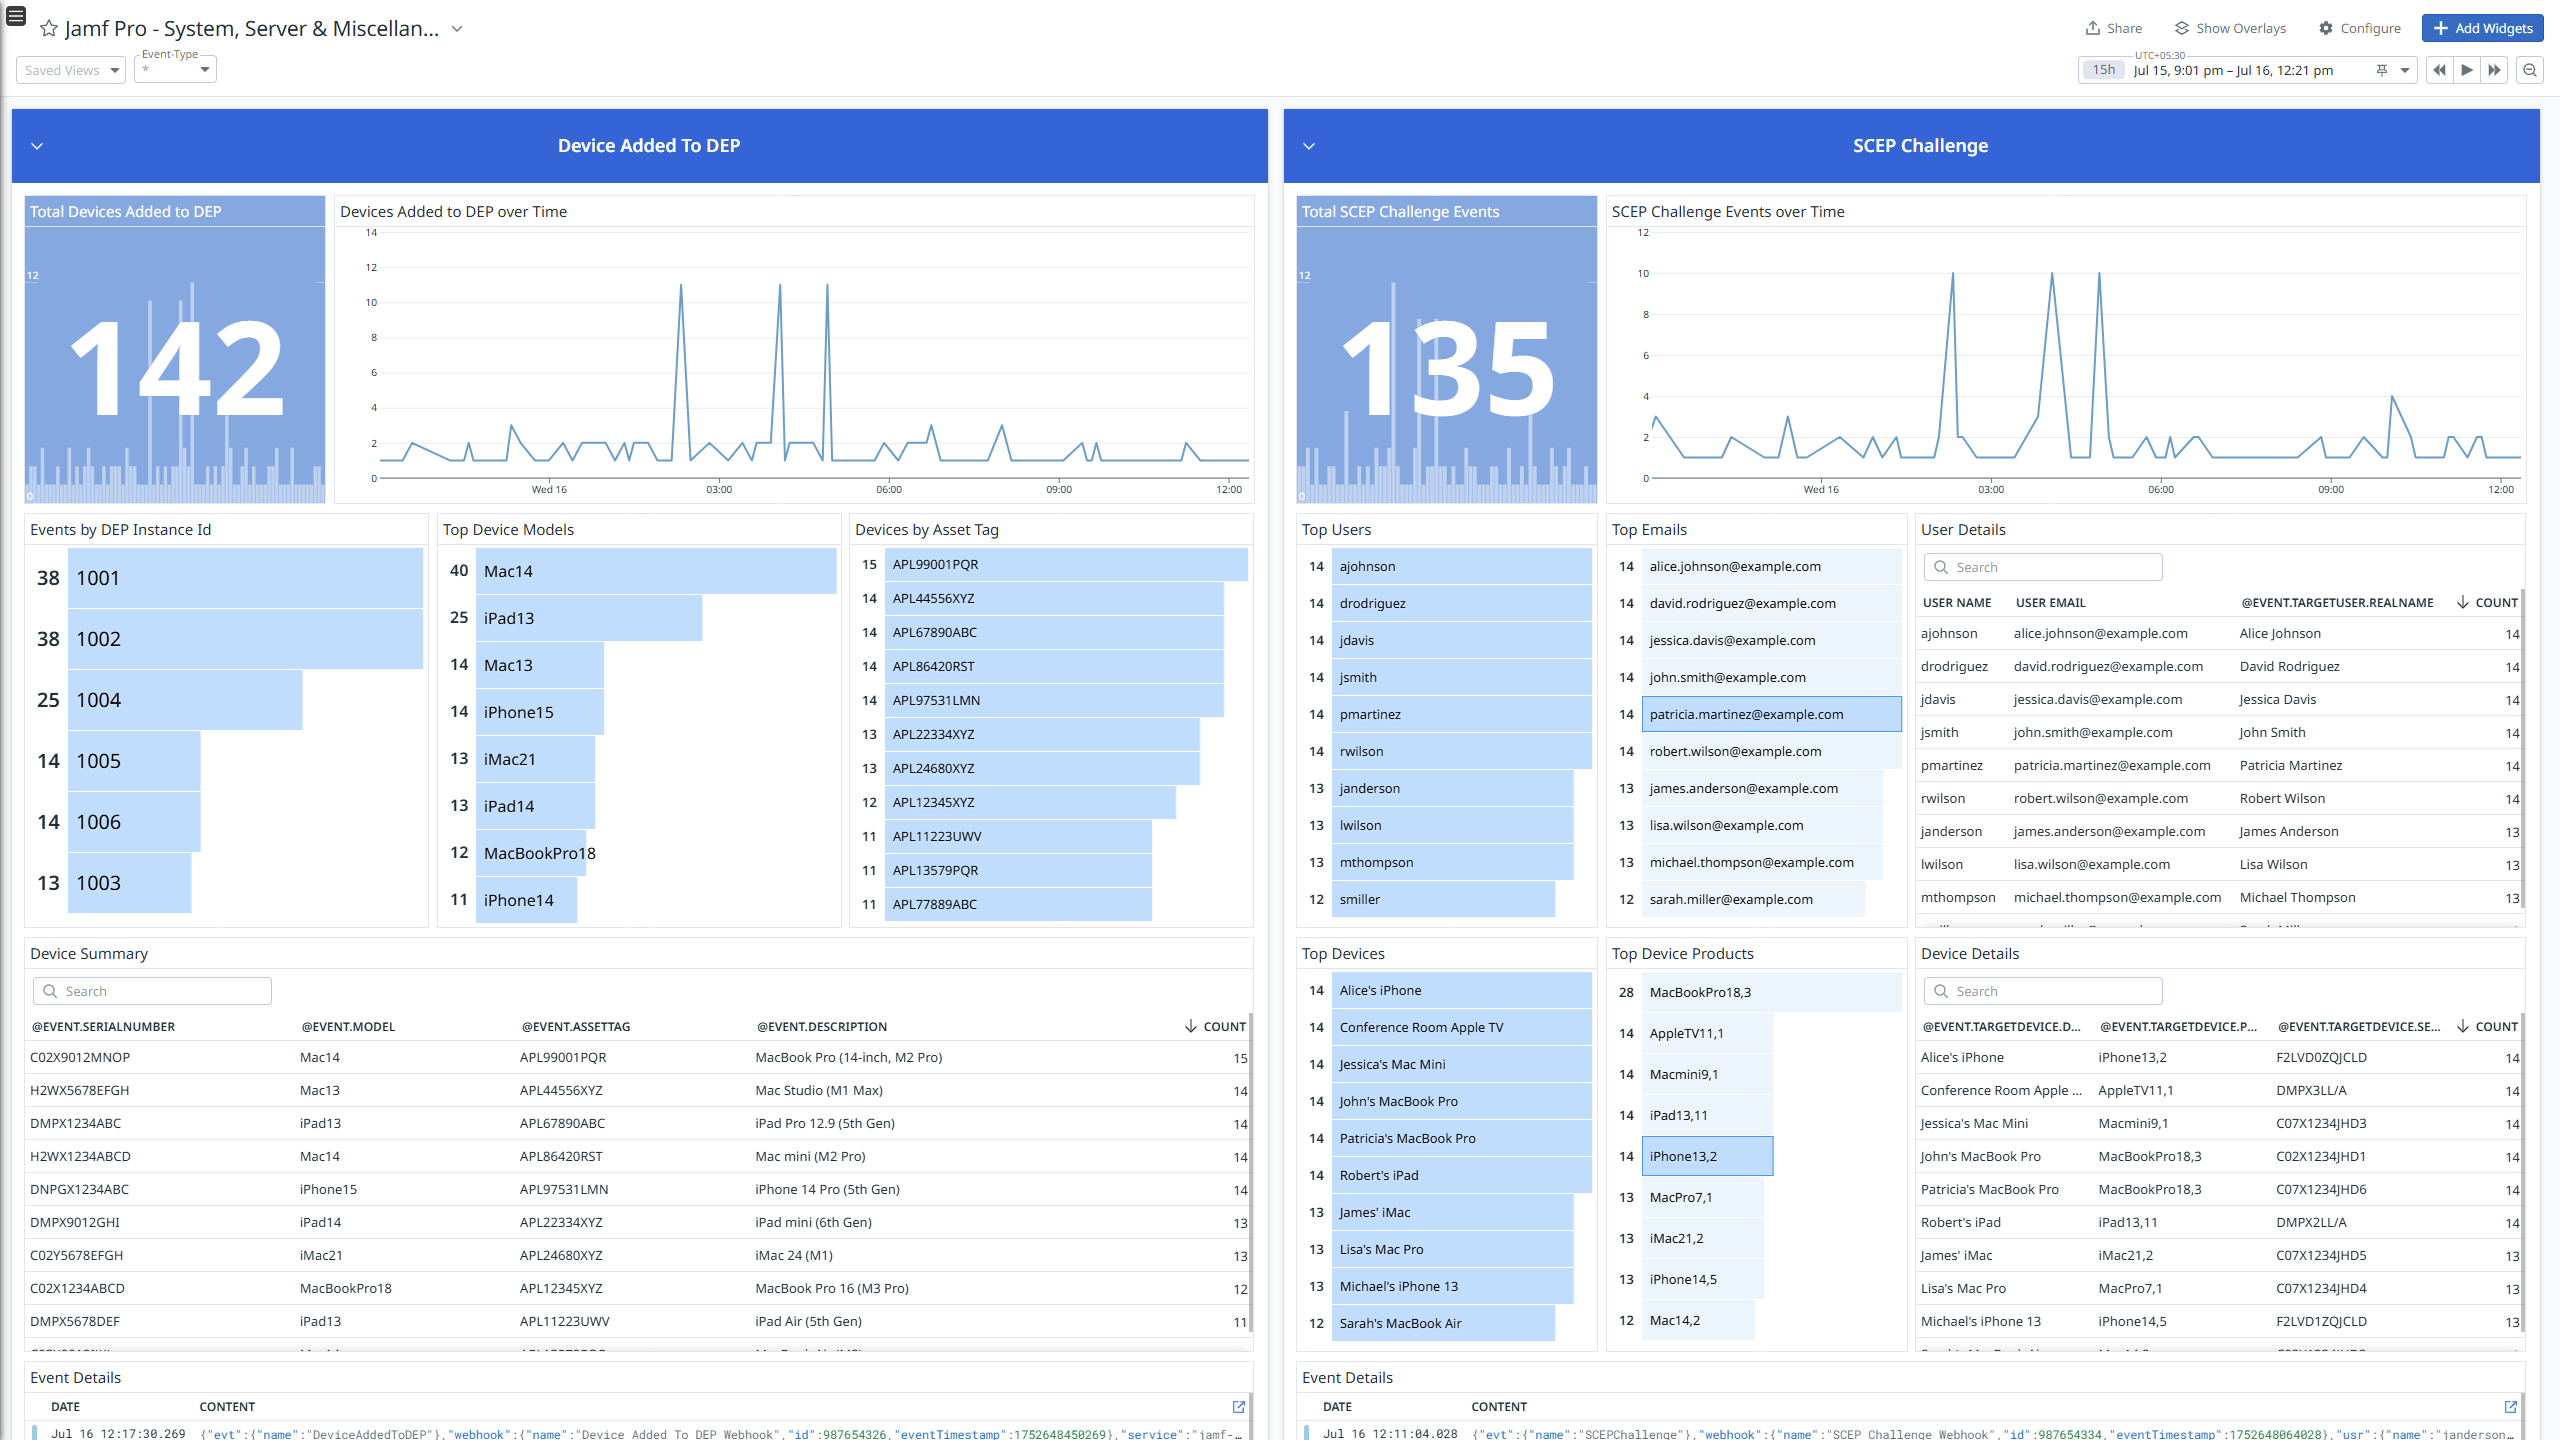 Jamf Pro - System, Server & Miscellan...
Share
Show Overlays
Configure
Add Widgets
Saved Views
Event-Type
*
UTC+05:30
15h
Jul 15, 9:01 pm – Jul 16, 12:21 pm
Device Added To DEP
Total Devices Added to DEP
12
142
0
Devices Added to DEP over Time
14
12
10
8
6
4
2
0
Wed 16
03:00
06:00
09:00
12:00
Events by DEP Instance Id
38 1001
38 1002
25 1004
14 1005
14 1006
13 1003
Top Device Models
40 Mac14
25 iPad13
14 Mac13
14 iPhone15
13 iMac21
13 iPad14
12 MacBookPro18
11 iPhone14
Devices by Asset Tag
15 APL99001PQR
14 APL44556XYZ
14 APL67890ABC
14 APL86420RST
14 APL97531LMN
13 APL22334XYZ
13 APL24680XYZ
12 APL12345XYZ
11 APL11223UWV
11 APL13579PQR
11 APL77889ABC
Device Summary
Search
@EVENT.SERIALNUMBER @EVENT.MODEL @EVENT.ASSETTAG @EVENT.DESCRIPTION COUNT
C02X9012MNOP Mac14 APL99001PQR MacBook Pro (14-inch, M2 Pro) 15
H2WX5678EFGH Mac13 APL44556XYZ Mac Studio (M1 Max) 14
DMPX1234ABC iPad13 APL67890ABC iPad Pro 12.9 (5th Gen) 14
H2WX1234ABCD Mac14 APL86420RST Mac mini (M2 Pro) 14
DNPGX1234ABC iPhone15 APL97531LMN iPhone 14 Pro (5th Gen) 14
DMPX9012GHI iPad14 APL22334XYZ iPad mini (6th Gen) 13
C02Y5678EFGH iMac21 APL24680XYZ iMac 24 (M1) 13
C02X1234ABCD MacBookPro18 APL12345XYZ MacBook Pro 16 (M3 Pro) 12
DMPX5678DEF iPad13 APL11223UWV iPad Air (5th Gen) 11
Event Details
DATE CONTENT
Jul 16 12:17:30.269 {"evt":{"name":"DeviceAddedToDEP"},"webhook":{"name":"Device Added To DEP Webhook","id":987654326,"eventTimestamp":1752648450269},"service":"jamf-...
SCEP Challenge
Total SCEP Challenge Events
12
135
0
SCEP Challenge Events over Time
12
10
8
6
4
2
0
Wed 16
03:00
06:00
09:00
12:00
Top Users
14 ajohnson
14 drodriguez
14 jdavis
14 jsmith
14 pmartinez
14 rwilson
13 janderson
13 lwilson
13 mthompson
12 smiller
Top Emails
14 alice.johnson@example.com
14 david.rodriguez@example.com
14 jessica.davis@example.com
14 john.smith@example.com
14 patricia.martinez@example.com
14 robert.wilson@example.com
13 james.anderson@example.com
13 lisa.wilson@example.com
13 michael.thompson@example.com
12 sarah.miller@example.com
User Details
Search
USER NAME USER EMAIL @EVENT.TARGETUSER.REALNAME COUNT
ajohnson alice.johnson@example.com Alice Johnson 14
drodriguez david.rodriguez@example.com David Rodriguez 14
jdavis jessica.davis@example.com Jessica Davis 14
jsmith john.smith@example.com John Smith 14
pmartinez patricia.martinez@example.com Patricia Martinez 14
rwilson robert.wilson@example.com Robert Wilson 14
janderson james.anderson@example.com James Anderson 13
lwilson lisa.wilson@example.com Lisa Wilson 13
mthompson michael.thompson@example.com Michael Thompson 13
Top Devices
14 Alice's iPhone
14 Conference Room Apple TV
14 Jessica's Mac Mini
14 John's MacBook Pro
14 Patricia's MacBook Pro
14 Robert's iPad
13 James' iMac
13 Lisa's Mac Pro
13 Michael's iPhone 13
12 Sarah's MacBook Air
Top Device Products
28 MacBookPro18,3
14 AppleTV11,1
14 Macmini9,1
14 iPad13,11
14 iPhone13,2
13 MacPro7,1
13 iMac21,2
13 iPhone14,5
12 Mac14,2
Device Details
Search
@EVENT.TARGETDEVICE.D... @EVENT.TARGETDEVICE.P... @EVENT.TARGETDEVICE.SE... COUNT
Alice's iPhone iPhone13,2 F2LVD0ZQJCLD 14
Conference Room Apple ... AppleTV11,1 DMPX3LL/A 14
Jessica's Mac Mini Macmini9,1 C07X1234JHD3 14
John's MacBook Pro MacBookPro18,3 C02X1234JHD1 14
Patricia's MacBook Pro MacBookPro18,3 C07X1234JHD6 14
Robert's iPad iPad13,11 DMPX2LL/A 14
James' iMac iMac21,2 C07X1234JHD5 13
Lisa's Mac Pro MacPro7,1 C07X1234JHD4 13
Michael's iPhone 13 iPhone14,5 F2LVD1ZQJCLD 13
Event Details
DATE CONTENT
Jul 16 12:11:04.028 {"evt":{"name":"SCEPChallenge"},"webhook":{"name":"SCEP Challenge Webhook","id":987654334,"eventTimestamp":1752648064028},"usr":{"name":"janderson...